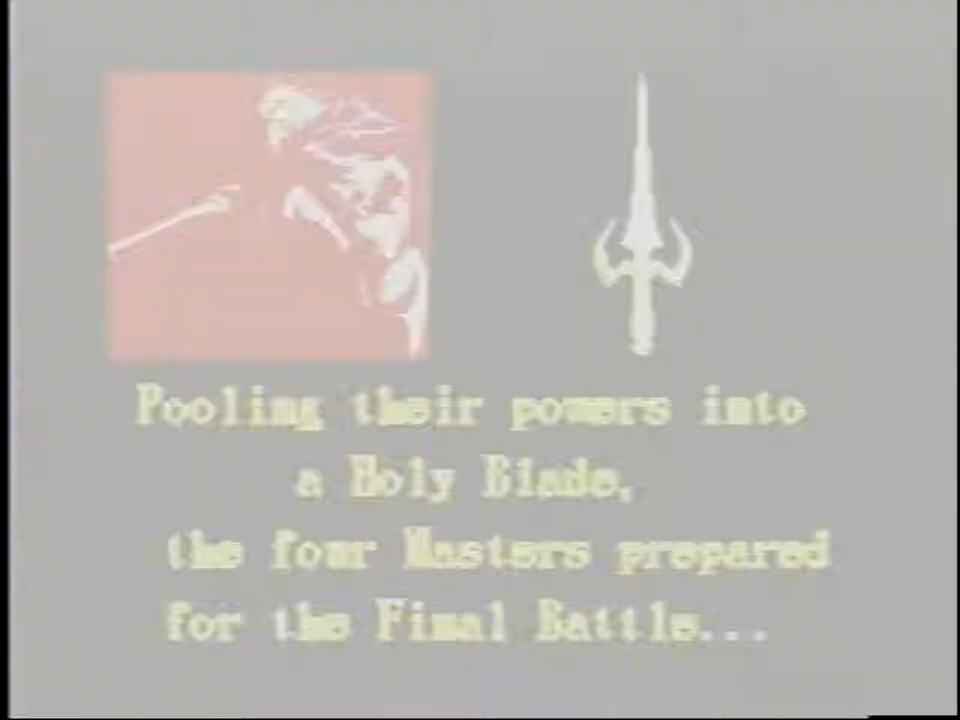 Pooling their powers into
a Holy Blade,
the four Masters prepared
for the Final Battle...